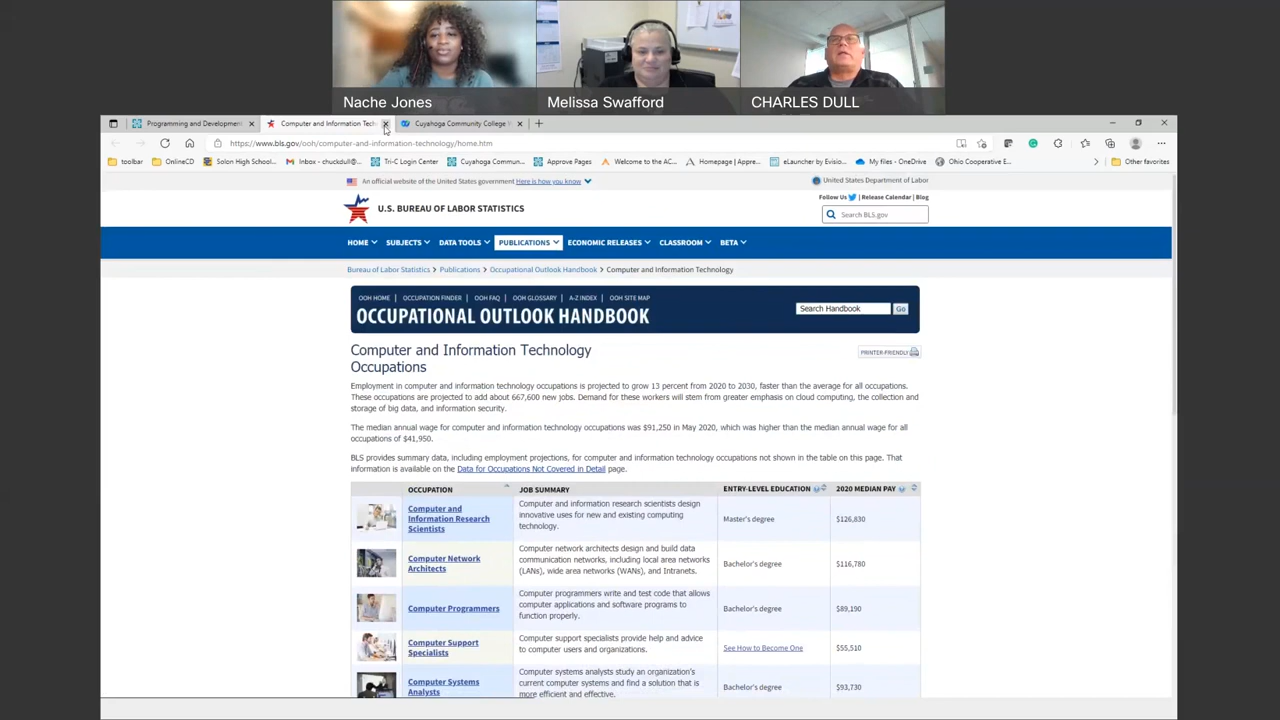 Nache Jones
Melissa Swafford
CHARLES DULL
Programming and Developmen
Computer and Information Tech
Cuyahoga Community College
https://www.bls.gov/ooh/computer-and-information-technology/home.htm
toolbar
OnlineCD
Solon High School...
Inbox - chuckdull@...
Tri-C Login Center
Cuyahoga Commun...
Approve Pages
Welcome to the AC...
Homepage | Appre...
eLauncher by Evisio...
My files - OneDrive
Ohio Cooperative E...
Other favorites
An official website of the United States government Here is how you know
United States Department of Labor
Follow Us | Release Calendar | Blog
U.S. BUREAU OF LABOR STATISTICS
Search BLS.gov
HOME SUBJECTS DATA TOOLS PUBLICATIONS ECONOMIC RELEASES CLASSROOM BETA
Bureau of Labor Statistics > Publications > Occupational Outlook Handbook > Computer and Information Technology
OOH HOME | OCCUPATION FINDER | OOH FAQ | OOH GLOSSARY | A-Z INDEX | OOH SITE MAP
OCCUPATIONAL OUTLOOK HANDBOOK
Search Handbook Go
Computer and Information Technology
Occupations
PRINTER-FRIENDLY
Employment in computer and information technology occupations is projected to grow 13 percent from 2020 to 2030, faster than the average for all occupations.
These occupations are projected to add about 667,600 new jobs. Demand for these workers will stem from greater emphasis on cloud computing, the collection and
storage of big data, and information security.
The median annual wage for computer and information technology occupations was $91,250 in May 2020, which was higher than the median annual wage for all
occupations of $41,950.
BLS provides summary data, including employment projections, for computer and information technology occupations not shown in the table on this page. That
information is available on the Data for Occupations Not Covered in Detail page.
OCCUPATION JOB SUMMARY ENTRY-LEVEL EDUCATION 2020 MEDIAN PAY
Computer and
Information Research
Scientists
Computer and information research scientists design
innovative uses for new and existing computing
technology.
Master's degree
$126,830
Computer Network
Architects
Computer network architects design and build data
communication networks, including local area networks
(LANs), wide area networks (WANs), and Intranets.
Bachelor's degree
$116,780
Computer Programmers
Computer programmers write and test code that allows
computer applications and software programs to
function properly.
Bachelor's degree
$89,190
Computer Support
Specialists
Computer support specialists provide help and advice
to computer users and organizations.
See How to Become One
$55,510
Computer Systems
Analysts
Computer systems analysts study an organization's
current computer systems and find a solution that is
more efficient and effective.
Bachelor's degree
$93,730